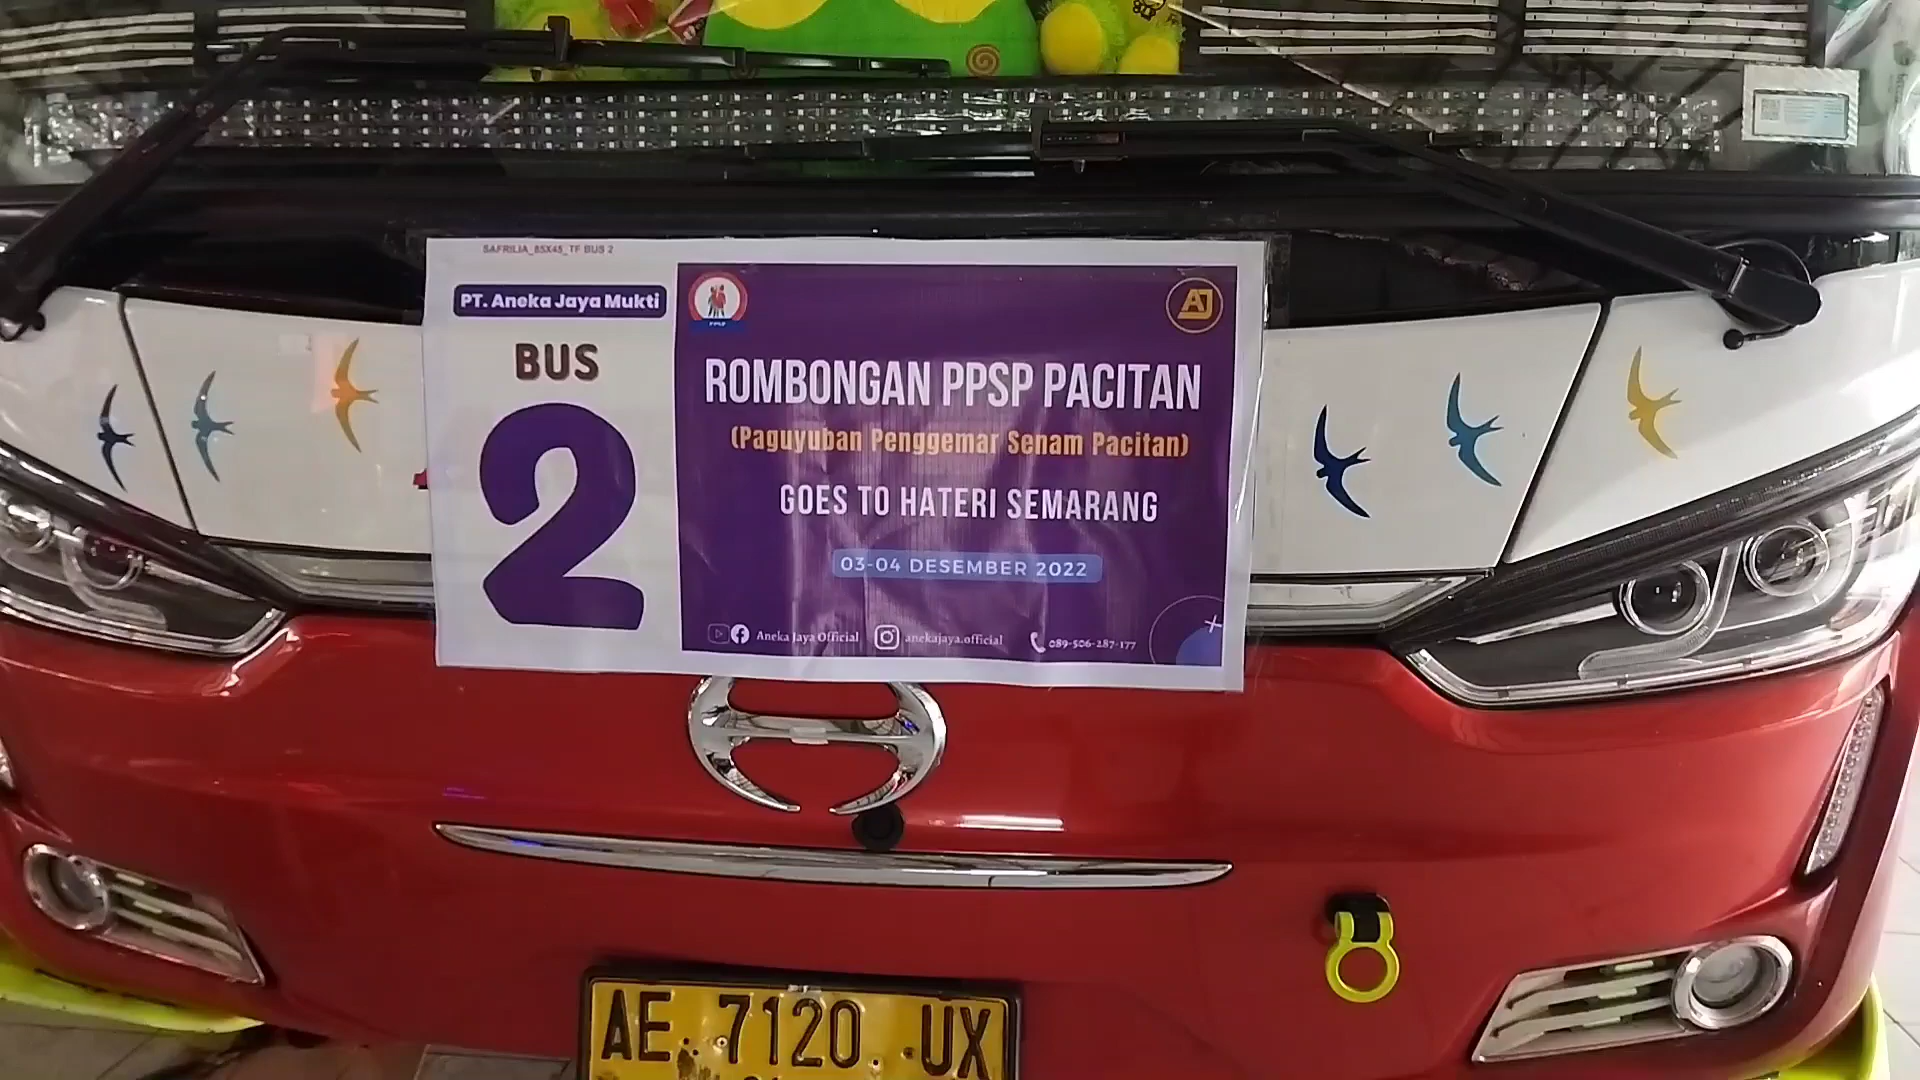 SAFRILIA_85X45_TF BUS 2
PT. Aneka Jaya Mukti
BUS
2
AJ
ROMBONGAN PPSP PACITAN
(Paguyuban Penggemar Senam Pacitan)
GOES TO HATERI SEMARANG
03-04 DESEMBER 2022
Aneka Jaya Official
anekajaya.official
089-506-287-177
AE 7120 UX